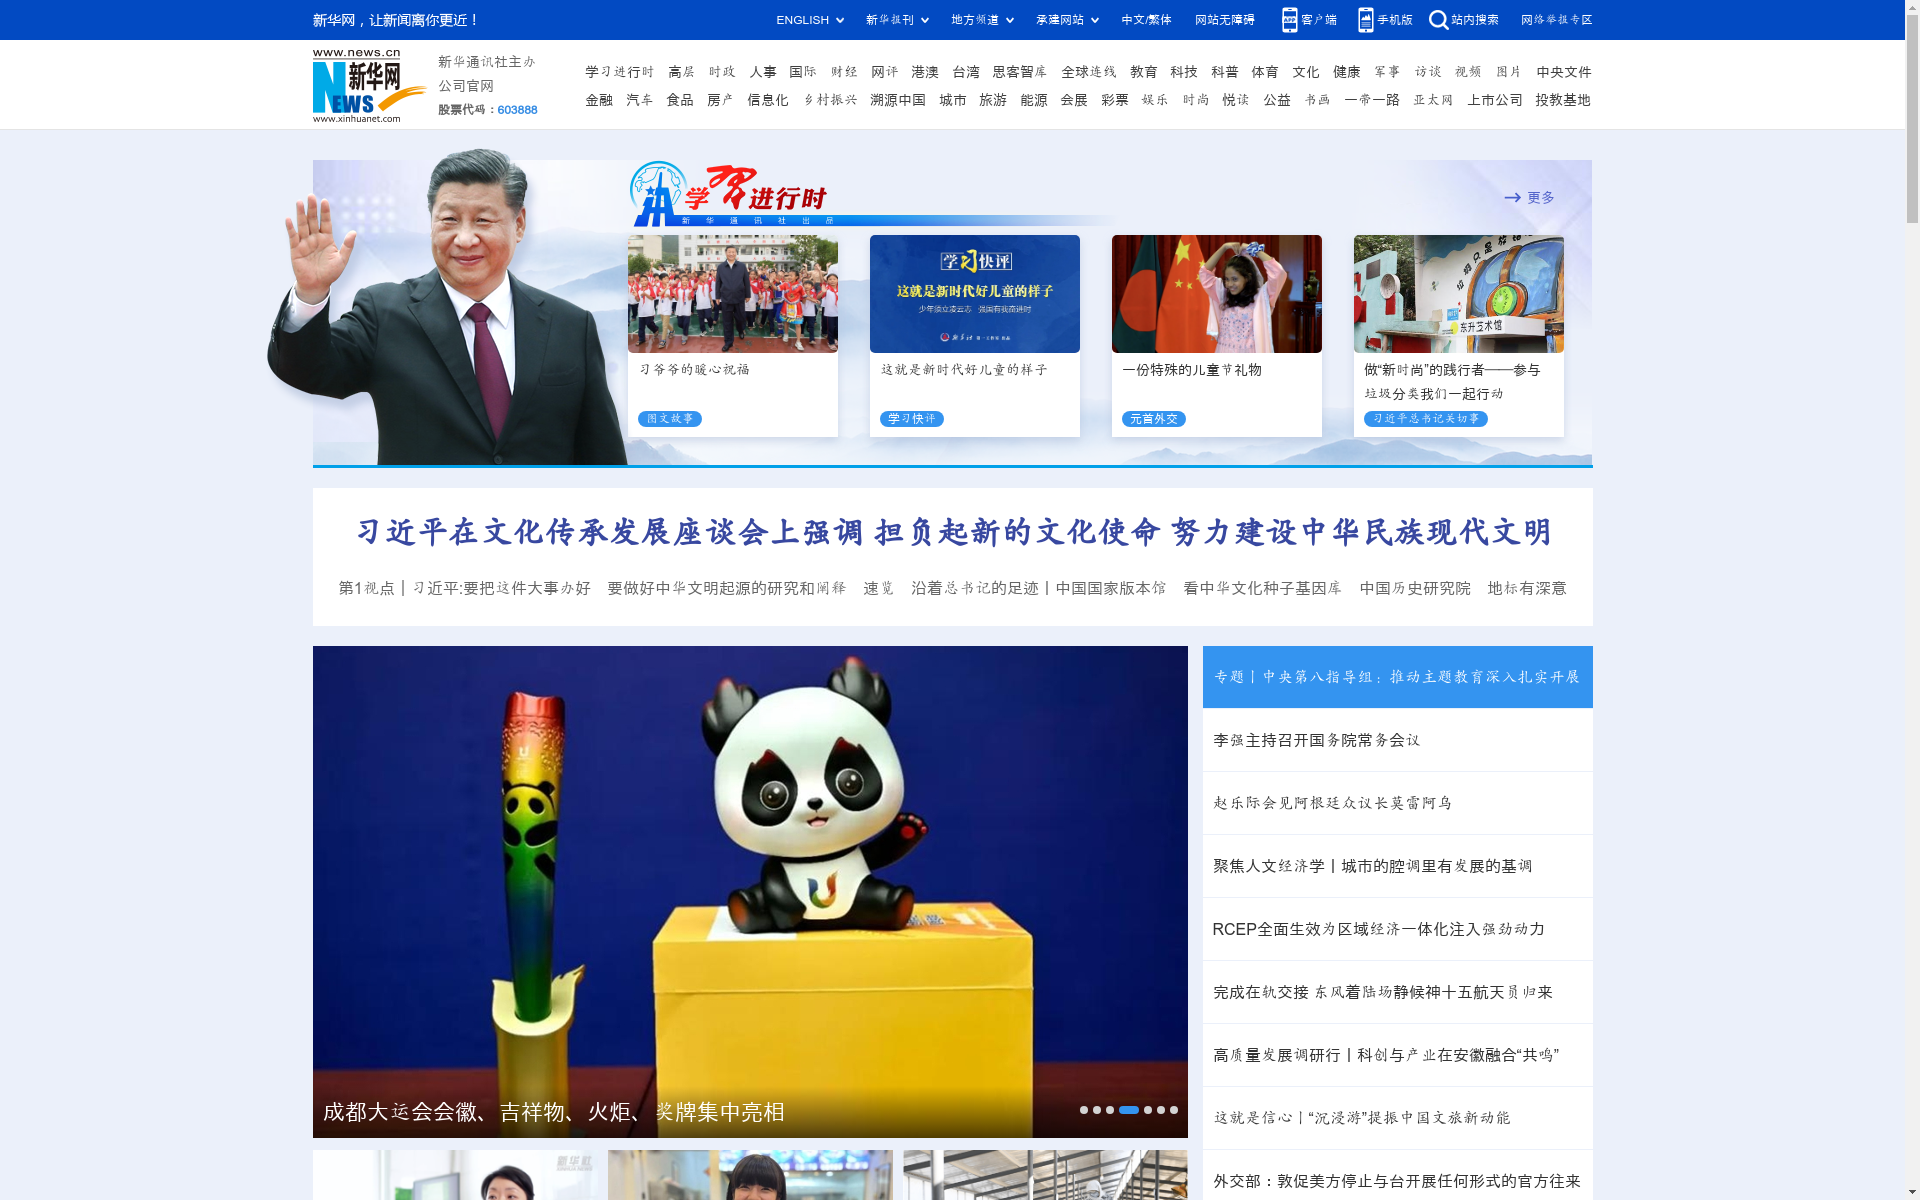 新华网，让新闻离你更近！
ENGLISH 新华报刊 地方频道 承建网站 中文/繁体 网站无障碍 客户端 手机版 站内搜索 网络举报专区
www.news.cn
新华网
NEWS
www.xinhuanet.com
新华通讯社主办
公司官网
股票代码：603888
学习进行时 高层 时政 人事 国际 财经 网评 港澳 台湾 思客智库 全球连线 教育 科技 科普 体育 文化 健康 军事 访谈 视频 图片 中央文件
金融 汽车 食品 房产 信息化 乡村振兴 溯源中国 城市 旅游 能源 会展 彩票 娱乐 时尚 悦读 公益 书画 一带一路 亚太网 上市公司 投教基地
学习进行时
新华通讯社出品
更多
学习快评
这就是新时代好儿童的样子
少年须立凌云志 强国有我奋进时
东升艺术馆
习爷爷的暖心祝福
图文故事
这就是新时代好儿童的样子
学习快评
一份特殊的儿童节礼物
元首外交
做“新时尚”的践行者——参与
垃圾分类我们一起行动
习近平总书记关切事
习近平在文化传承发展座谈会上强调 担负起新的文化使命 努力建设中华民族现代文明
第1视点｜习近平:要把这件大事办好 要做好中华文明起源的研究和阐释 速览 沿着总书记的足迹丨中国国家版本馆 看中华文化种子基因库 中国历史研究院 地标有深意
成都大运会会徽、吉祥物、火炬、奖牌集中亮相
新华社
专题丨中央第八指导组：推动主题教育深入扎实开展
李强主持召开国务院常务会议
赵乐际会见阿根廷众议长莫雷阿乌
聚焦人文经济学丨城市的腔调里有发展的基调
RCEP全面生效为区域经济一体化注入强劲动力
完成在轨交接 东风着陆场静候神十五航天员归来
高质量发展调研行丨科创与产业在安徽融合“共鸣”
这就是信心丨“沉浸游”提振中国文旅新动能
外交部：敦促美方停止与台开展任何形式的官方往来